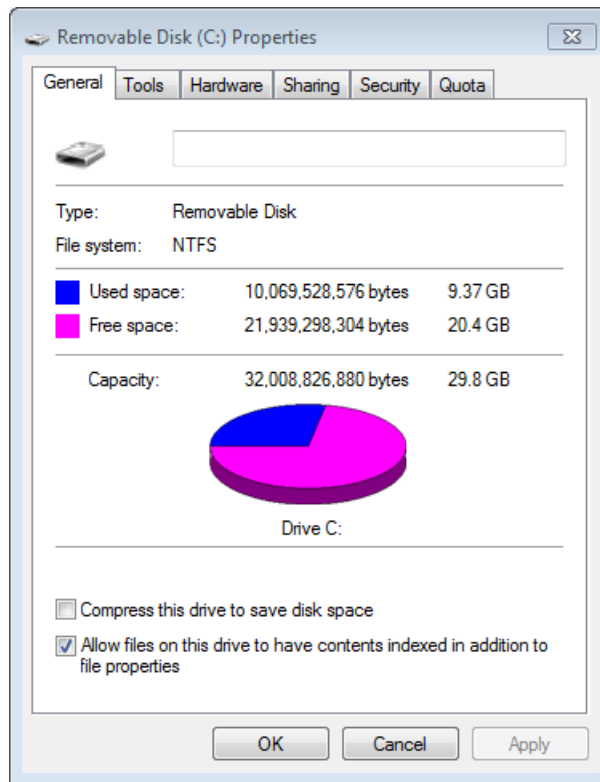 Removable Disk (C:) Properties
General Tools Hardware Sharing Security Quota
Type: Removable Disk
File system: NTFS
Used space: 10,069,528,576 bytes 9.37 GB
Free space: 21,939,298,304 bytes 20.4 GB
Capacity: 32,008,826,880 bytes 29.8 GB
Drive C:
Compress this drive to save disk space
Allow files on this drive to have contents indexed in addition to
file properties
OK Cancel Apply